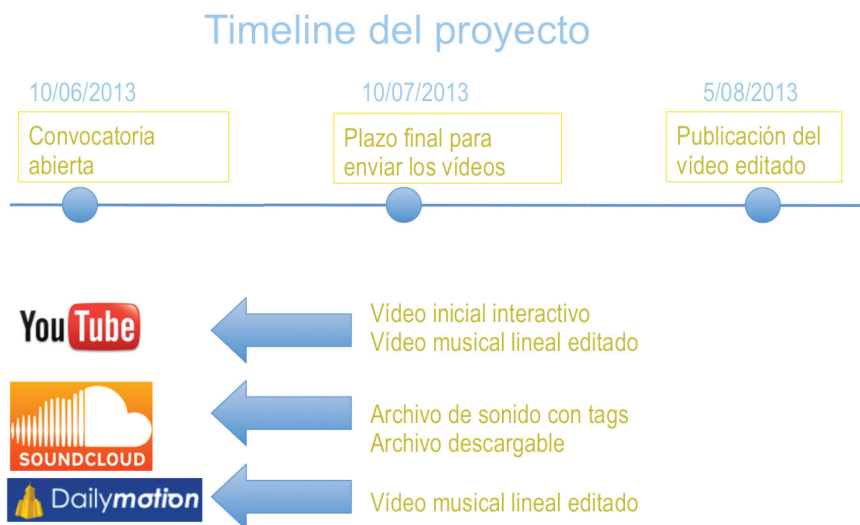 Timeline del proyecto
10/06/2013
Convocatoria
abierta
10/07/2013
Plazo final para
enviar los vídeos
5/08/2013
Publicación del
vídeo editado
YouTube
Vídeo inicial interactivo
Vídeo musical lineal editado
SOUNDCLOUD
Archivo de sonido con tags
Archivo descargable
Dailymotion
Vídeo musical lineal editado